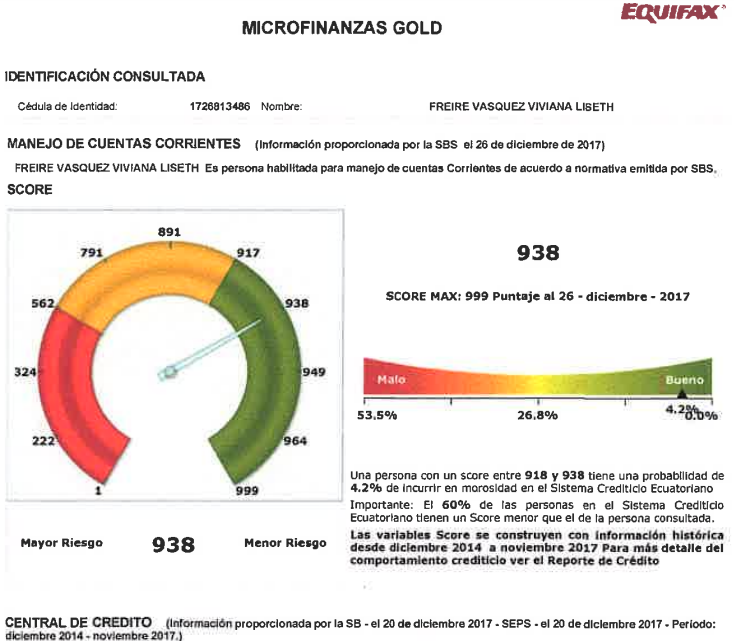 EQUIFAX
MICROFINANZAS GOLD
IDENTIFICACIÓN CONSULTADA
Cédula de Identidad: 1726813486 Nombre: FREIRE VASQUEZ VIVIANA LISETH
MANEJO DE CUENTAS CORRIENTES (Información proporcionada por la SBS el 26 de diciembre de 2017)
FREIRE VASQUEZ VIVIANA LISETH Es persona habilitada para manejo de cuentas Corrientes de acuerdo a normativa emitida por SBS.
SCORE
891
791
917
562
938
324
949
222
964
1
999
Mayor Riesgo 938 Menor Riesgo
938
SCORE MAX: 999 Puntaje al 26 - diciembre - 2017
Malo Bueno
53,5% 26,8% 4.2% 0.0%
Una persona con un score entre 918 y 938 tiene una probabilidad de
4.2% de incurrir en morosidad en el Sistema Crediticio Ecuatoriano
Importante: El 60% de las personas en el Sistema Crediticio
Ecuatoriano tienen un Score menor que el de la persona consultada.
Las variables Score se construyen con información histórica
desde diciembre 2014 a noviembre 2017 Para más detalle del
comportamiento crediticio ver el Reporte de Crédito
CENTRAL DE CREDITO (Información proporcionada por la SB - el 20 de diciembre 2017 - SEPS - el 20 de diciembre 2017 - Período:
diciembre 2014 - noviembre 2017.)